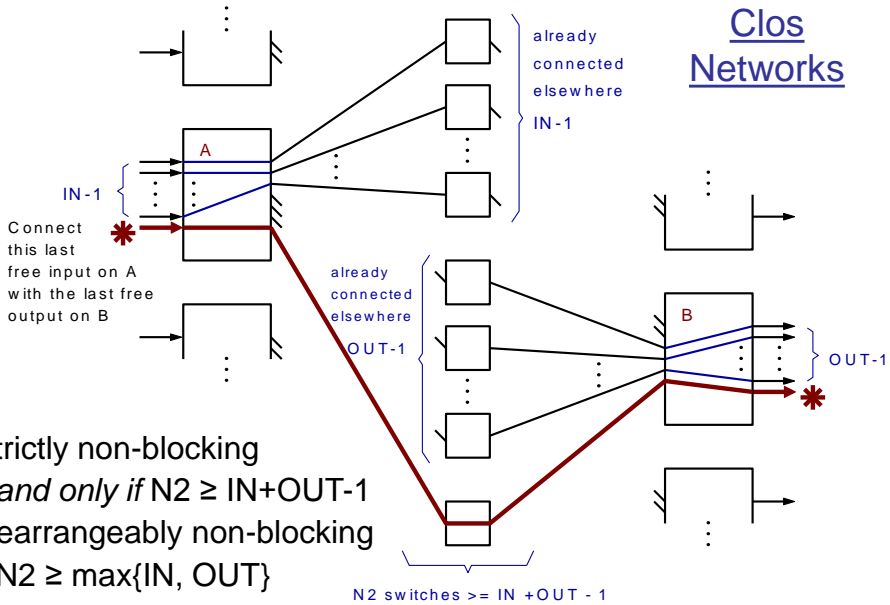 Clos
Networks
already
connected
elsewhere
IN-1
A
IN-1
Connect
this last
free input on A
with the last free
output on B
already
connected
elsewhere
OUT-1
B
OUT-1
trictly non-blocking
and only if N2 ≥ IN+OUT-1
earrangeably non-blocking
N2 ≥ max{IN, OUT}
N2 switches >= IN +OUT - 1